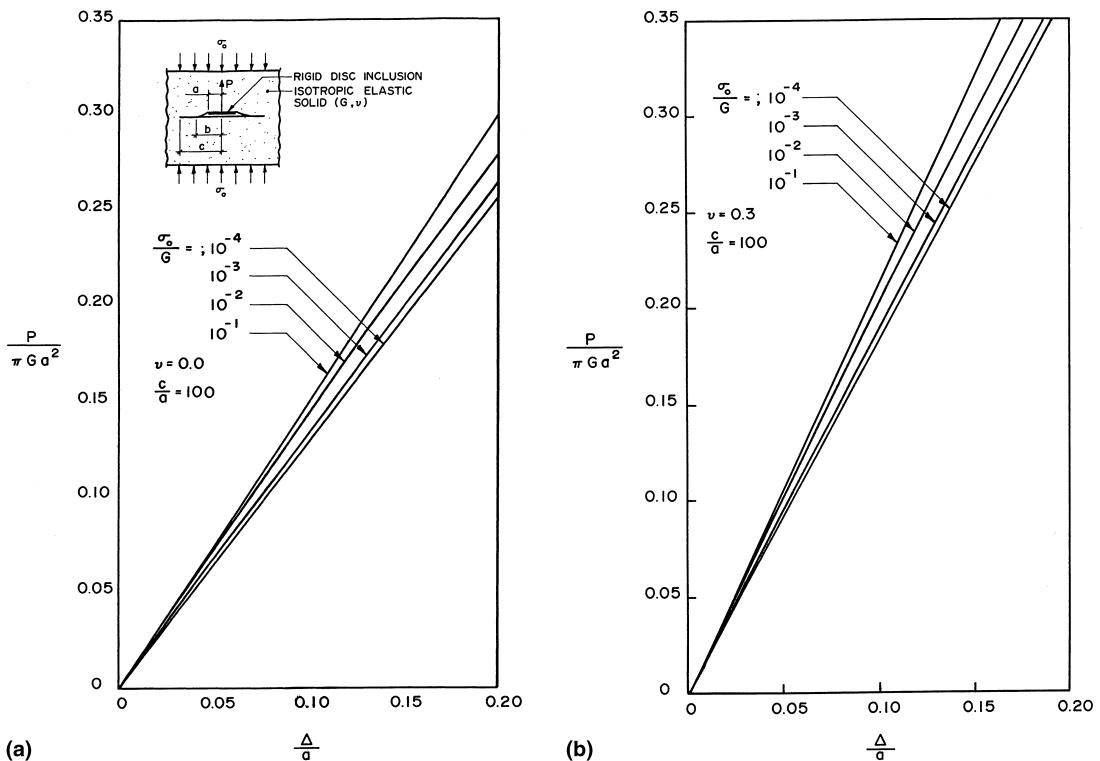 0.35
0.30
0.25
0.20
0.15
0.10
0.05
0
σ₀
P
a
b
c
σ₀
RIGID DISC INCLUSION
ISOTROPIC ELASTIC
SOLID (G,ν)
σ₀/G = ; 10⁻⁴
10⁻³
10⁻²
10⁻¹
ν = 0.0
c/a = 100
P/πGa²
0 0.05 0.10 0.15 0.20
Δ/a
(a)
0.35
0.30
0.25
0.20
0.15
0.10
0.05
0
σ₀/G = ; 10⁻⁴
10⁻³
10⁻²
10⁻¹
ν = 0.3
c/a = 100
P/πGa²
0 0.05 0.10 0.15 0.20
Δ/a
(b)